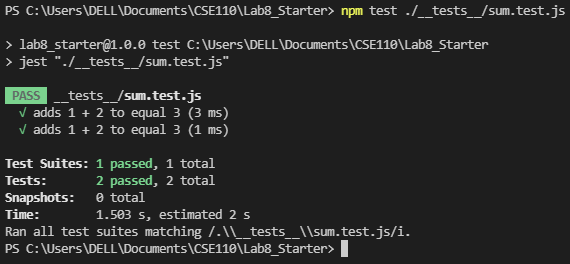 PS C:\Users\DELL\Documents\CSE110\Lab8_Starter> npm test ./__tests__/sum.test.js
> lab8_starter@1.0.0 test C:\Users\DELL\Documents\CSE110\Lab8_Starter
> jest "./__tests__/sum.test.js"
PASS __tests__/sum.test.js
√ adds 1 + 2 to equal 3 (3 ms)
√ adds 1 + 2 to equal 3 (1 ms)
Test Suites: 1 passed, 1 total
Tests: 2 passed, 2 total
Snapshots: 0 total
Time: 1.503 s, estimated 2 s
Ran all test suites matching /.\\__tests__\\sum.test.js/i.
PS C:\Users\DELL\Documents\CSE110\Lab8_Starter>